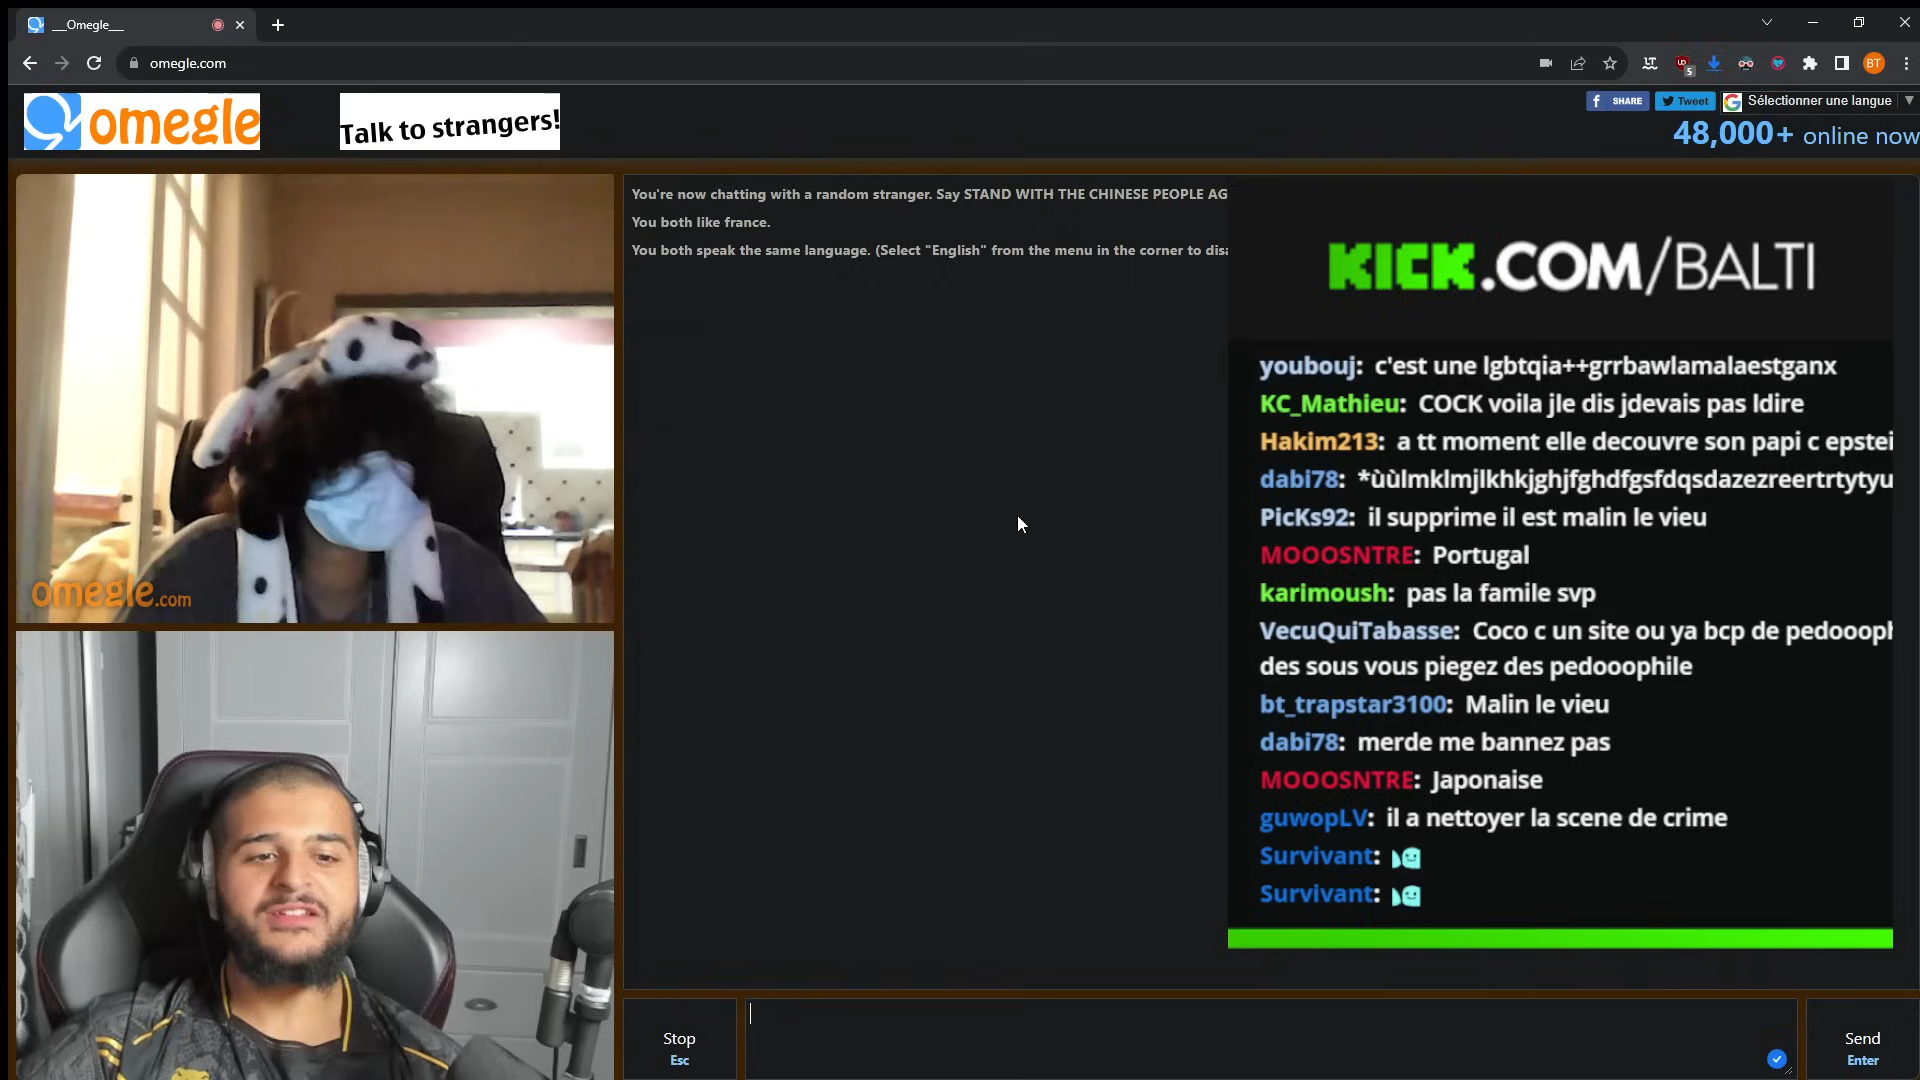 __Omegle__
omegle.com
5
BT
omegle
Talk to strangers!
SHARE
Tweet
Sélectionner une langue
48,000+ online now
You're now chatting with a random stranger. Say STAND WITH THE CHINESE PEOPLE AG
You both like france.
You both speak the same language. (Select "English" from the menu in the corner to disa
omegle.com
KICK.COM/BALTI
youbouj: c'est une lgbtqia++grrbawlamalaestganx
KC_Mathieu: COCK voila jle dis jdevais pas ldire
Hakim213: a tt moment elle decouvre son papi c epstei
dabi78: *ùùlmklmjlkhkjghjfghdfgsfdqsdazezreertrtytyu
PicKs92: il supprime il est malin le vieu
MOOOSNTRE: Portugal
karimoush: pas la famile svp
VecuQuiTabasse: Coco c un site ou ya bcp de pedoooph
des sous vous piegez des pedooophile
bt_trapstar3100: Malin le vieu
dabi78: merde me bannez pas
MOOOSNTRE: Japonaise
guwopLV: il a nettoyer la scene de crime
Survivant:
Survivant:
Stop
Esc
Send
Enter